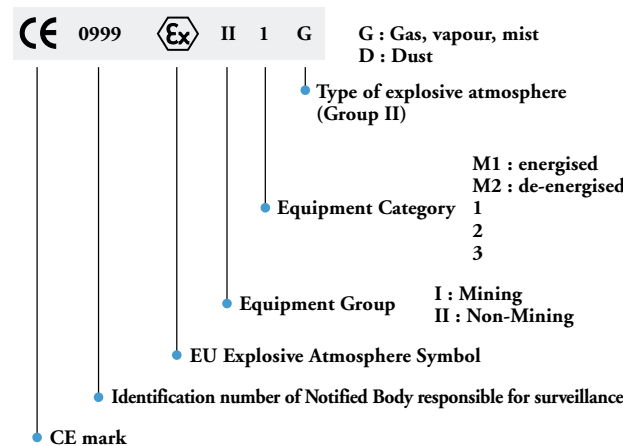 CE 0999 Ex II 1 G
G : Gas, vapour, mist
D : Dust
Type of explosive atmosphere
(Group II)
M1 : energised
M2 : de-energised
Equipment Category 1
2
3
Equipment Group
I : Mining
II : Non-Mining
EU Explosive Atmosphere Symbol
Identification number of Notified Body responsible for surveillance
CE mark